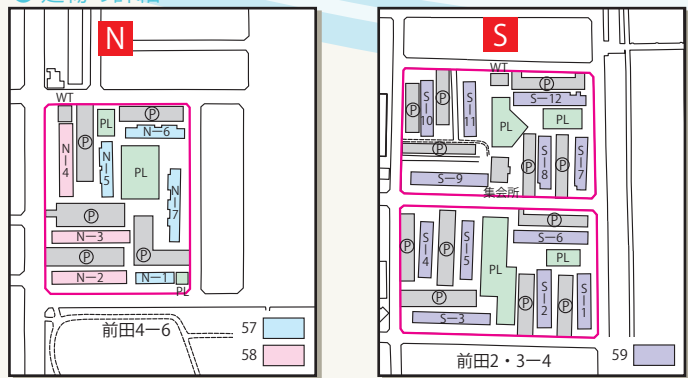 N
WT
P
PL
N-6
N-4
N-5
PL
N-7
P
P
N-3
P
P
N-2
N-1
PL
前田4-6
57
58
S
WT
P
S-12
S-10
P
P
S-11
PL
PL
P
S-8
P
S-7
P
S-9
集会所
P
S-6
P
S-4
P
S-5
PL
PL
P
S-3
P
S-2
P
S-1
前田2・3-4
59